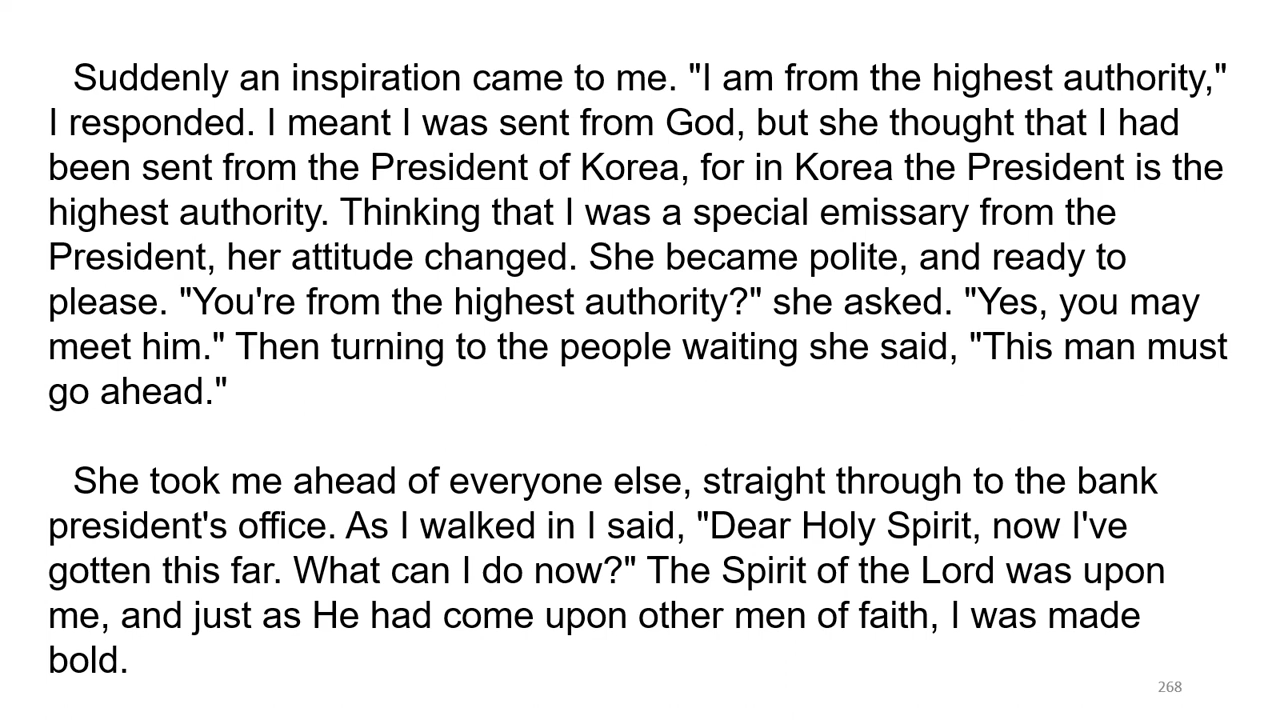 Suddenly an inspiration came to me. "I am from the highest authority,"
I responded. I meant I was sent from God, but she thought that I had
been sent from the President of Korea, for in Korea the President is the
highest authority. Thinking that I was a special emissary from the
President, her attitude changed. She became polite, and ready to
please. "You're from the highest authority?" she asked. "Yes, you may
meet him." Then turning to the people waiting she said, "This man must
go ahead."
She took me ahead of everyone else, straight through to the bank
president's office. As I walked in I said, "Dear Holy Spirit, now I've
gotten this far. What can I do now?" The Spirit of the Lord was upon
me, and just as He had come upon other men of faith, I was made
bold.
268